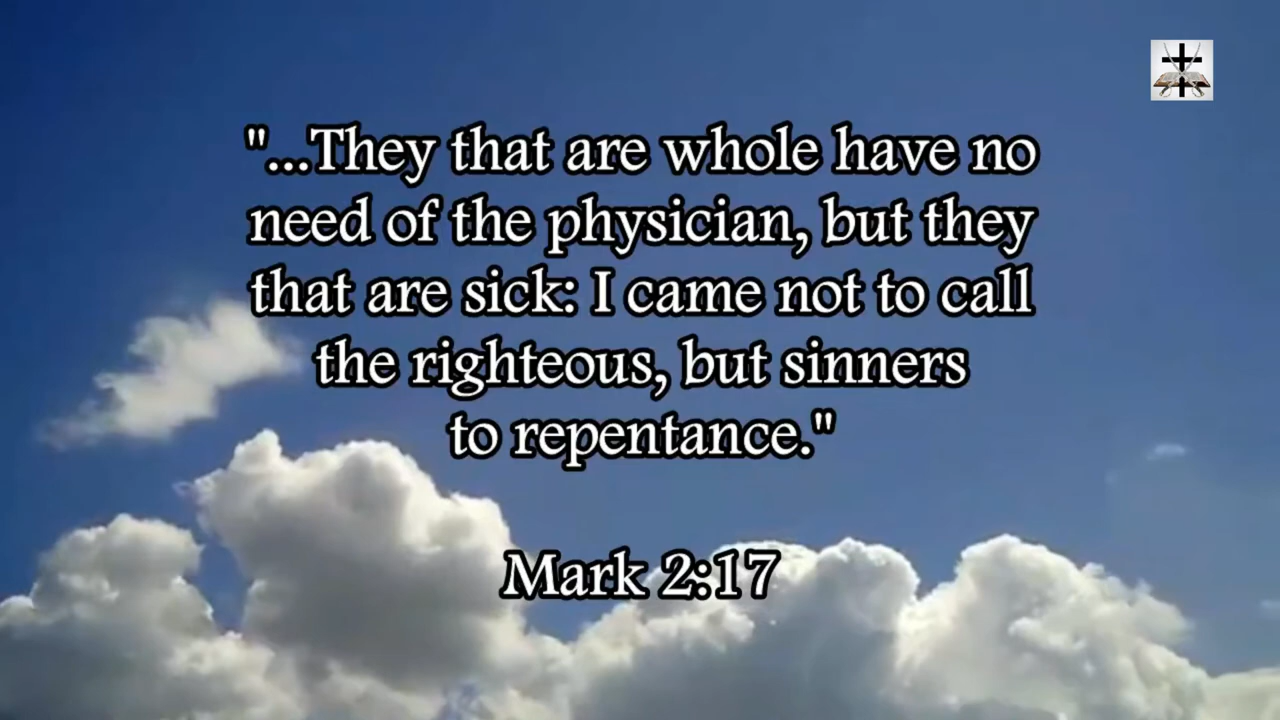 "...They that are whole have no
need of the physician, but they
that are sick: I came not to call
the righteous, but sinners
to repentance."
Mark 2:17